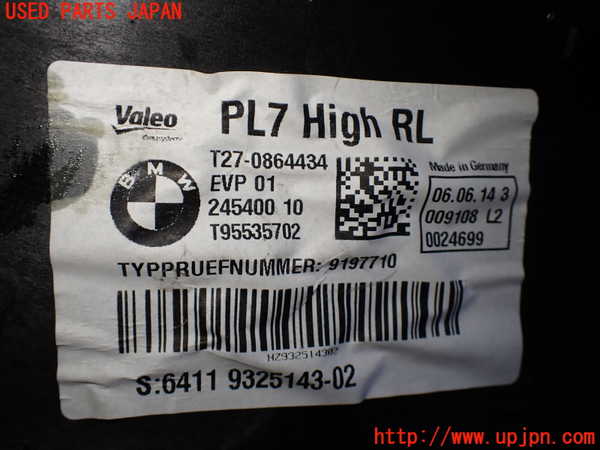 USED PARTS JAPAN
Valeo
PL7 High RL
T27-0864434
EVP 01
245400 10
T95535702
BMW
Made in Germany
06.06.14 3
009108 L2
0024699
TYPPRUEFNUMMER: 9197710
HZ932514302
S:6411 9325143-02
http://www.upjpn.com